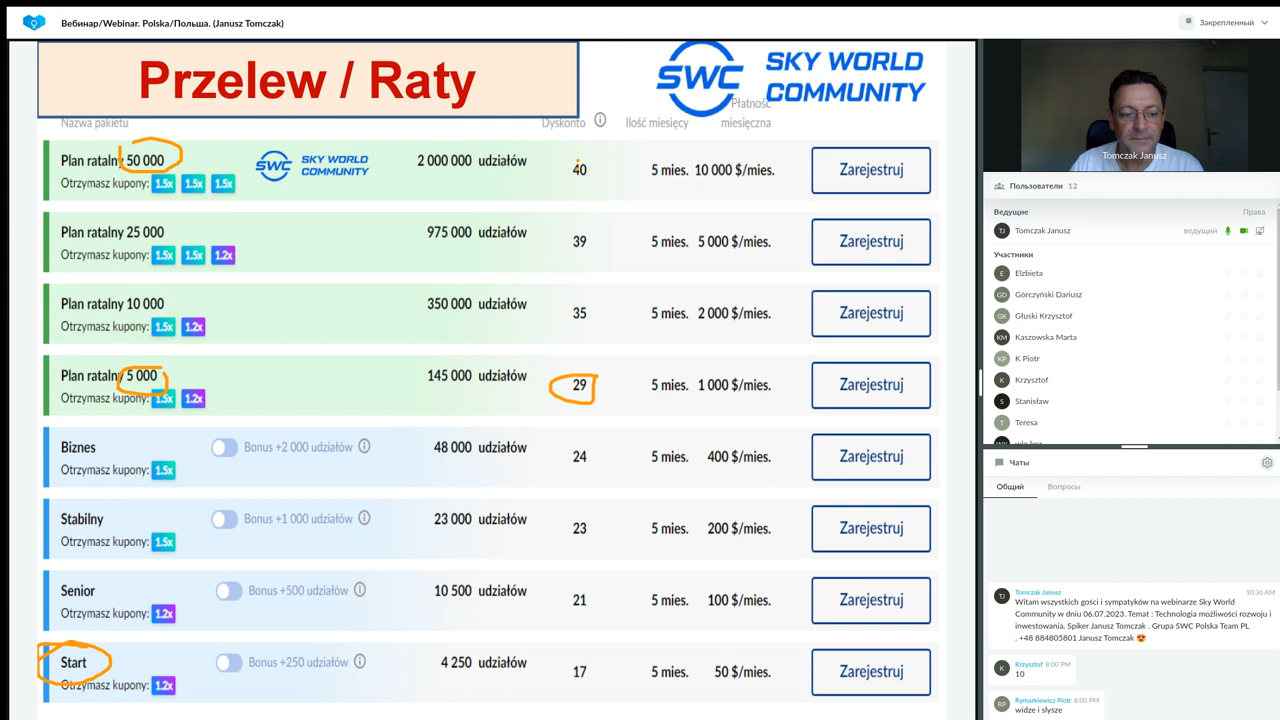 Вебинар/Webinar. Polska/Польша. (Janusz Tomczak)
Закрепленный
Przelew / Raty
SWC SKY WORLD COMMUNITY
Nazwa pakietu Dyskonto Ilość miesięcy Płatność miesięczna
Plan ratalny 50 000 SWC SKY WORLD COMMUNITY 2 000 000 udziałów 40 5 mies. 10 000 $/mies. Zarejestruj
Otrzymasz kupony: 1.5x 1.5x 1.5x
Plan ratalny 25 000 975 000 udziałów 39 5 mies. 5 000 $/mies. Zarejestruj
Otrzymasz kupony: 1.5x 1.5x 1.2x
Plan ratalny 10 000 350 000 udziałów 35 5 mies. 2 000 $/mies. Zarejestruj
Otrzymasz kupony: 1.5x 1.2x
Plan ratalny 5 000 145 000 udziałów 29 5 mies. 1 000 $/mies. Zarejestruj
Otrzymasz kupony: 1.5x 1.2x
Biznes Bonus +2 000 udziałów 48 000 udziałów 24 5 mies. 400 $/mies. Zarejestruj
Otrzymasz kupony: 1.5x
Stabilny Bonus +1 000 udziałów 23 000 udziałów 23 5 mies. 200 $/mies. Zarejestruj
Otrzymasz kupony: 1.5x
Senior Bonus +500 udziałów 10 500 udziałów 21 5 mies. 100 $/mies. Zarejestruj
Otrzymasz kupony: 1.2x
Start Bonus +250 udziałów 4 250 udziałów 17 5 mies. 50 $/mies. Zarejestruj
Otrzymasz kupony: 1.2x
Tomczak Janusz
Пользователи 12
Ведущие Права
TJ Tomczak Janusz ведущий
Участники
E Elzbieta
GD Górczyński Dariusz
GK Głuski Krzysztof
KM Kaszowska Marta
KP K Piotr
K Krzysztof
S Stanisław
T Teresa
Чаты
Общий Вопросы
TJ Tomczak Janusz 10:36 AM
Witam wszystkich gości i sympatyków na webinarze Sky World
Community w dniu 06.07.2023. Temat : Technologia możliwości rozwoju i
inwestowania. Spiker Janusz Tomczak . Grupa SWC Polska Team PL
. +48 884805801 Janusz Tomczak 😍
K Krzysztof 8:00 PM
10
RP Rymarkiewicz Piotr 8:00 PM
widze i slysze